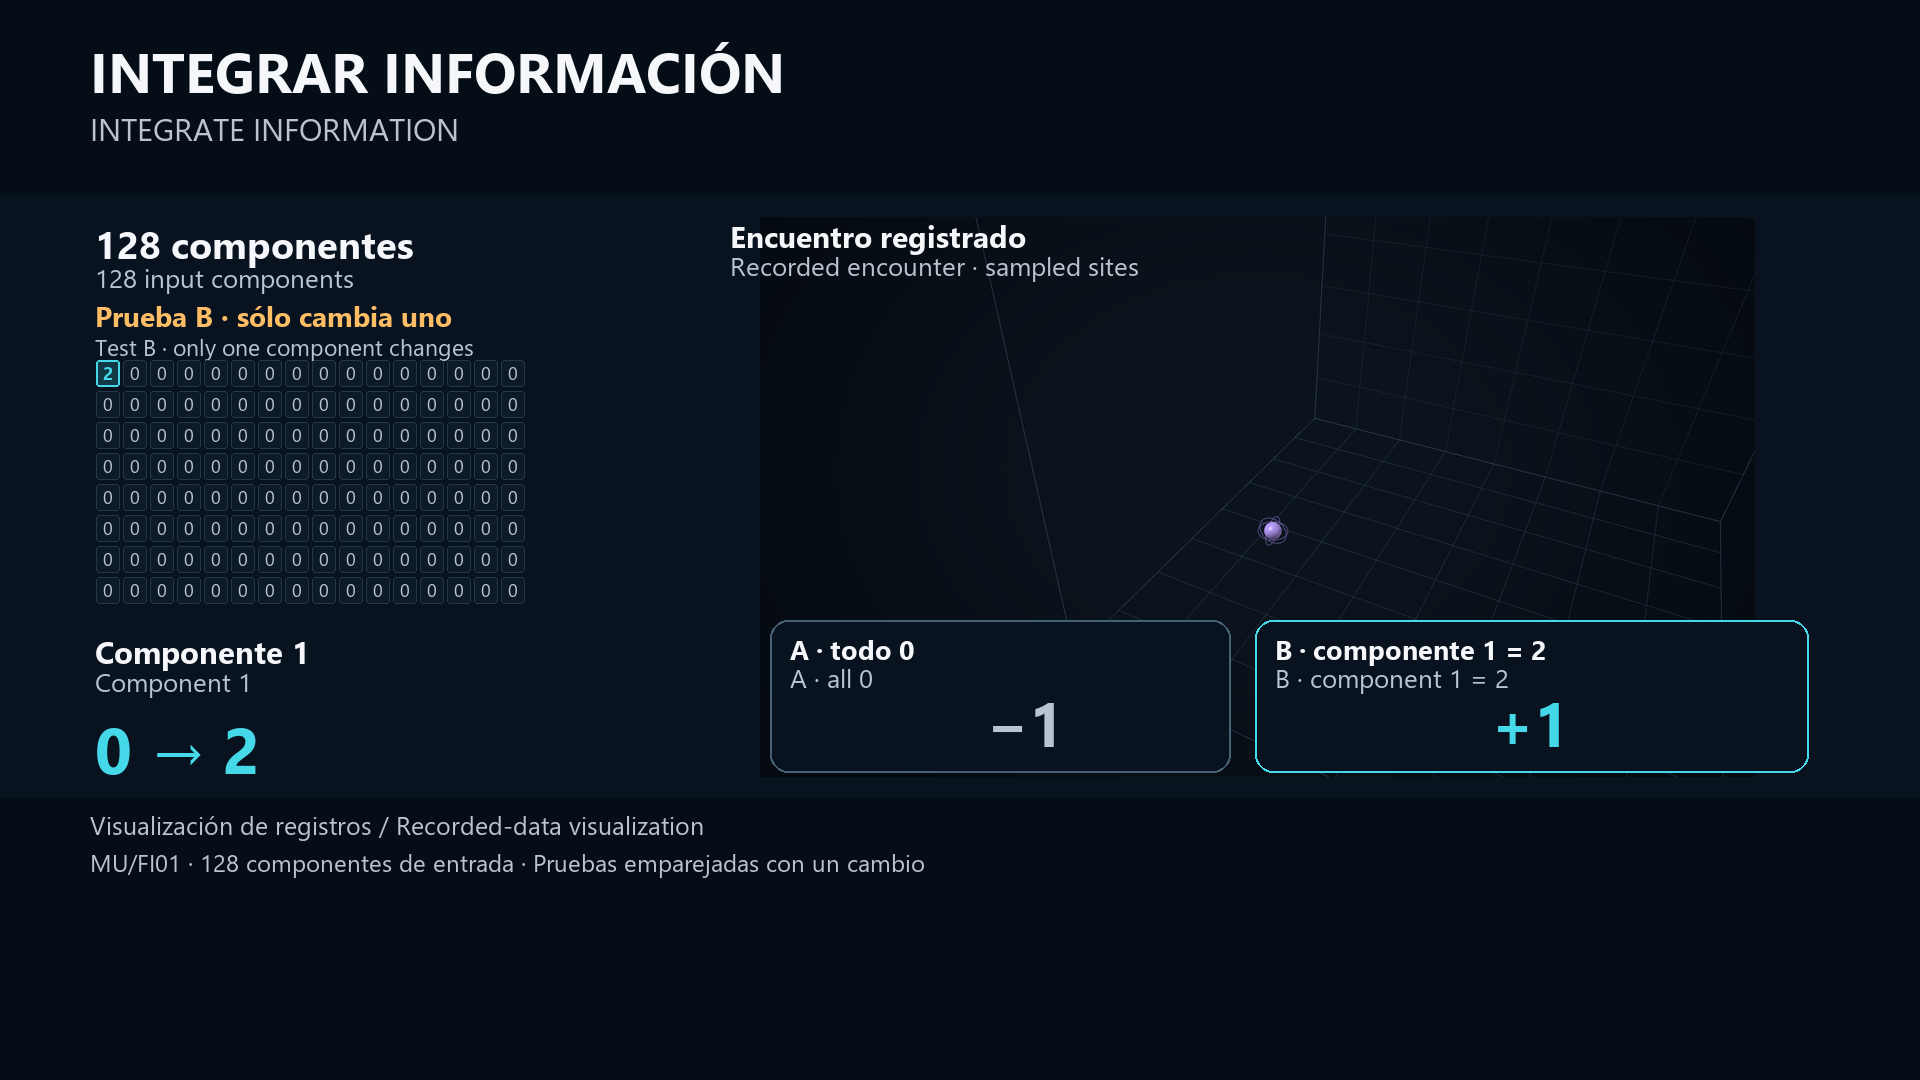 INTEGRAR INFORMACIÓN
INTEGRATE INFORMATION
128 componentes
128 input components
Prueba B · sólo cambia uno
Test B · only one component changes
2 0 0 0 0 0 0 0 0 0 0 0 0 0 0 0
0 0 0 0 0 0 0 0 0 0 0 0 0 0 0 0
0 0 0 0 0 0 0 0 0 0 0 0 0 0 0 0
0 0 0 0 0 0 0 0 0 0 0 0 0 0 0 0
0 0 0 0 0 0 0 0 0 0 0 0 0 0 0 0
0 0 0 0 0 0 0 0 0 0 0 0 0 0 0 0
0 0 0 0 0 0 0 0 0 0 0 0 0 0 0 0
0 0 0 0 0 0 0 0 0 0 0 0 0 0 0 0
Componente 1
Component 1
0 → 2
Encuentro registrado
Recorded encounter · sampled sites
A · todo 0
A · all 0
−1
B · componente 1 = 2
B · component 1 = 2
+1
Visualización de registros / Recorded-data visualization
MU/FI01 · 128 componentes de entrada · Pruebas emparejadas con un cambio